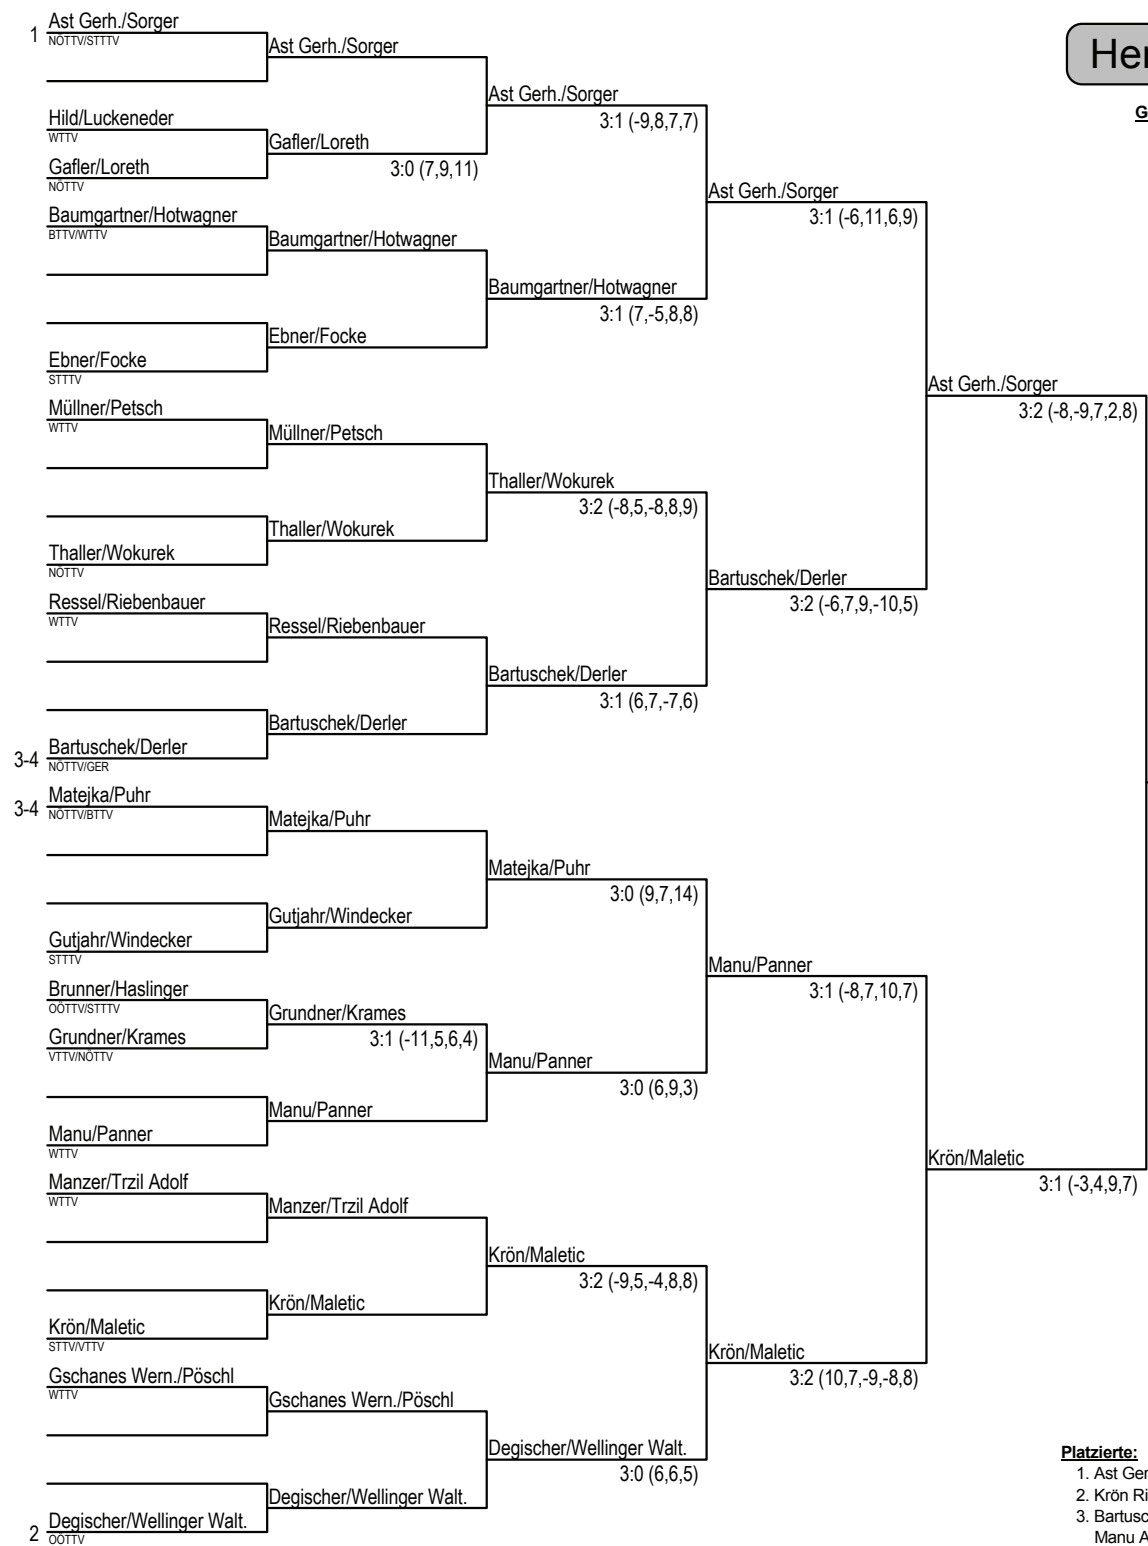 1 Ast Gerh./Sorger
NÖTTV/STTTV
Hild/Luckeneder
WTTV
Gafler/Loreth
NÖTTV
Baumgartner/Hotwagner
BTTV/WTTV
Ebner/Focke
STTTV
Müllner/Petsch
WTTV
Thaller/Wokurek
NÖTTV
Ressel/Riebenbauer
WTTV
3-4 Bartuschek/Derler
NÖTTV/GER
3-4 Matejka/Puhr
NÖTTV/BTTV
Gutjahr/Windecker
STTTV
Brunner/Haslinger
OÖTTV/STTTV
Grundner/Krames
VTTV/NÖTTV
Manu/Panner
WTTV
Manzer/Trzil Adolf
WTTV
Krön/Maletic
STTV/VTTV
Gschanes Wern./Pöschl
WTTV
2 Degischer/Wellinger Walt.
OÖTTV
Ast Gerh./Sorger
Gafler/Loreth
3:0 (7,9,11)
Baumgartner/Hotwagner
Ebner/Focke
Müllner/Petsch
Thaller/Wokurek
Ressel/Riebenbauer
Bartuschek/Derler
Matejka/Puhr
Gutjahr/Windecker
Grundner/Krames
3:1 (-11,5,6,4)
Manu/Panner
Manzer/Trzil Adolf
Krön/Maletic
Gschanes Wern./Pöschl
Degischer/Wellinger Walt.
Ast Gerh./Sorger
3:1 (-9,8,7,7)
Baumgartner/Hotwagner
3:1 (7,-5,8,8)
Thaller/Wokurek
3:2 (-8,5,-8,8,9)
Bartuschek/Derler
3:1 (6,7,-7,6)
Matejka/Puhr
3:0 (9,7,14)
Manu/Panner
3:0 (6,9,3)
Krön/Maletic
3:2 (-9,5,-4,8,8)
Degischer/Wellinger Walt.
3:0 (6,6,5)
Ast Gerh./Sorger
3:1 (-6,11,6,9)
Bartuschek/Derler
3:2 (-6,7,9,-10,5)
Manu/Panner
3:1 (-8,7,10,7)
Krön/Maletic
3:2 (10,7,-9,-8,8)
Ast Gerh./Sorger
3:2 (-8,-9,7,2,8)
Krön/Maletic
3:1 (-3,4,9,7)
Her
G
Platzierte:
1. Ast Ger
2. Krön Ri
3. Bartusc
Manu A